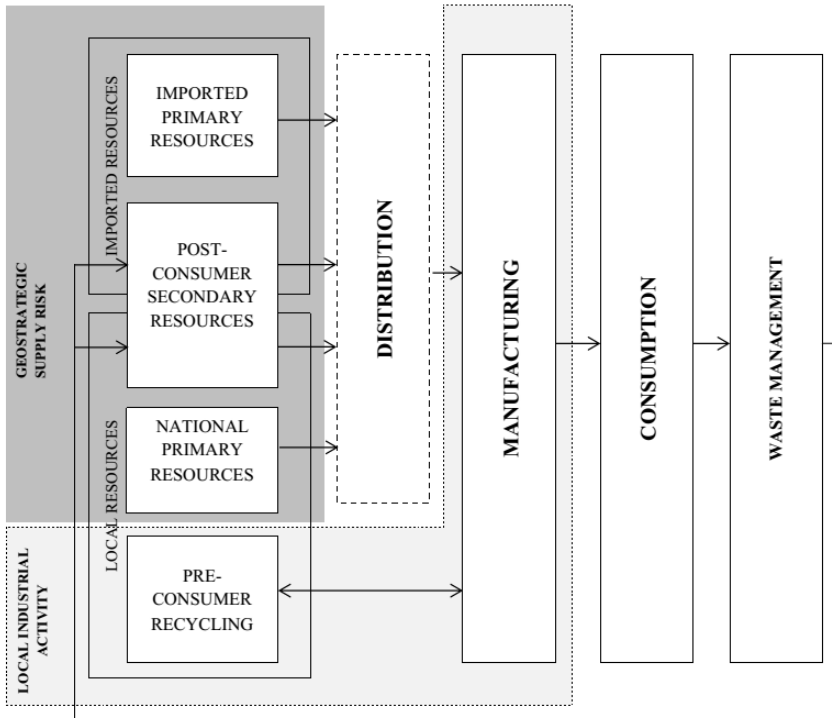 GEOSTRATEGIC
SUPPLY RISK
LOCAL INDUSTRIAL
ACTIVITY
IMPORTED RESOURCES
LOCAL RESOURCES
IMPORTED
PRIMARY
RESOURCES
POST-
CONSUMER
SECONDARY
RESOURCES
NATIONAL
PRIMARY
RESOURCES
PRE-
CONSUMER
RECYCLING
DISTRIBUTION
MANUFACTURING
CONSUMPTION
WASTE MANAGEMENT